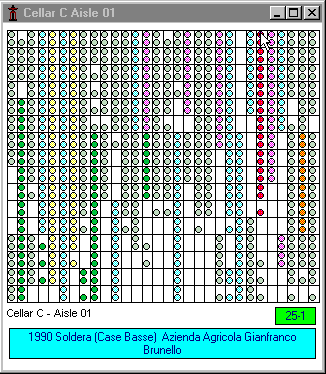 Cellar C Aisle 01
Cellar C - Aisle 01
25-1
1990 Soldera (Case Basse) Azienda Agricola Gianfranco
Brunello